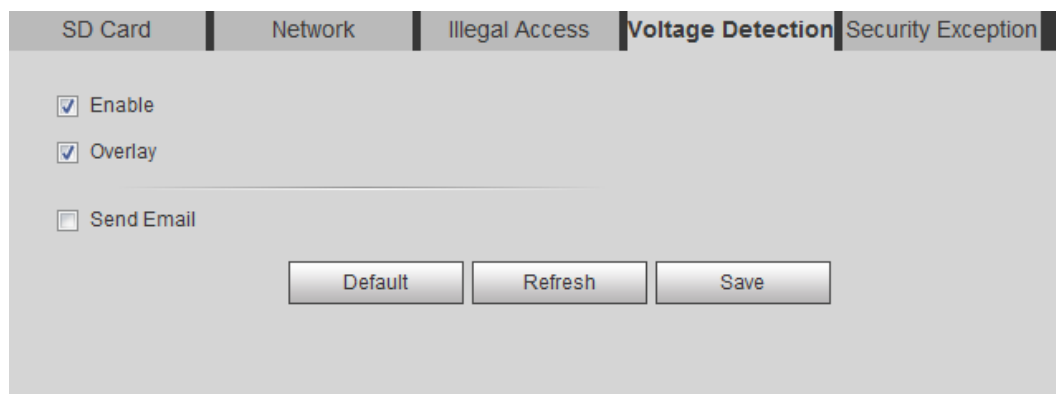 SD Card Network Illegal Access Voltage Detection Security Exception
Enable
Overlay
Send Email
Default Refresh Save